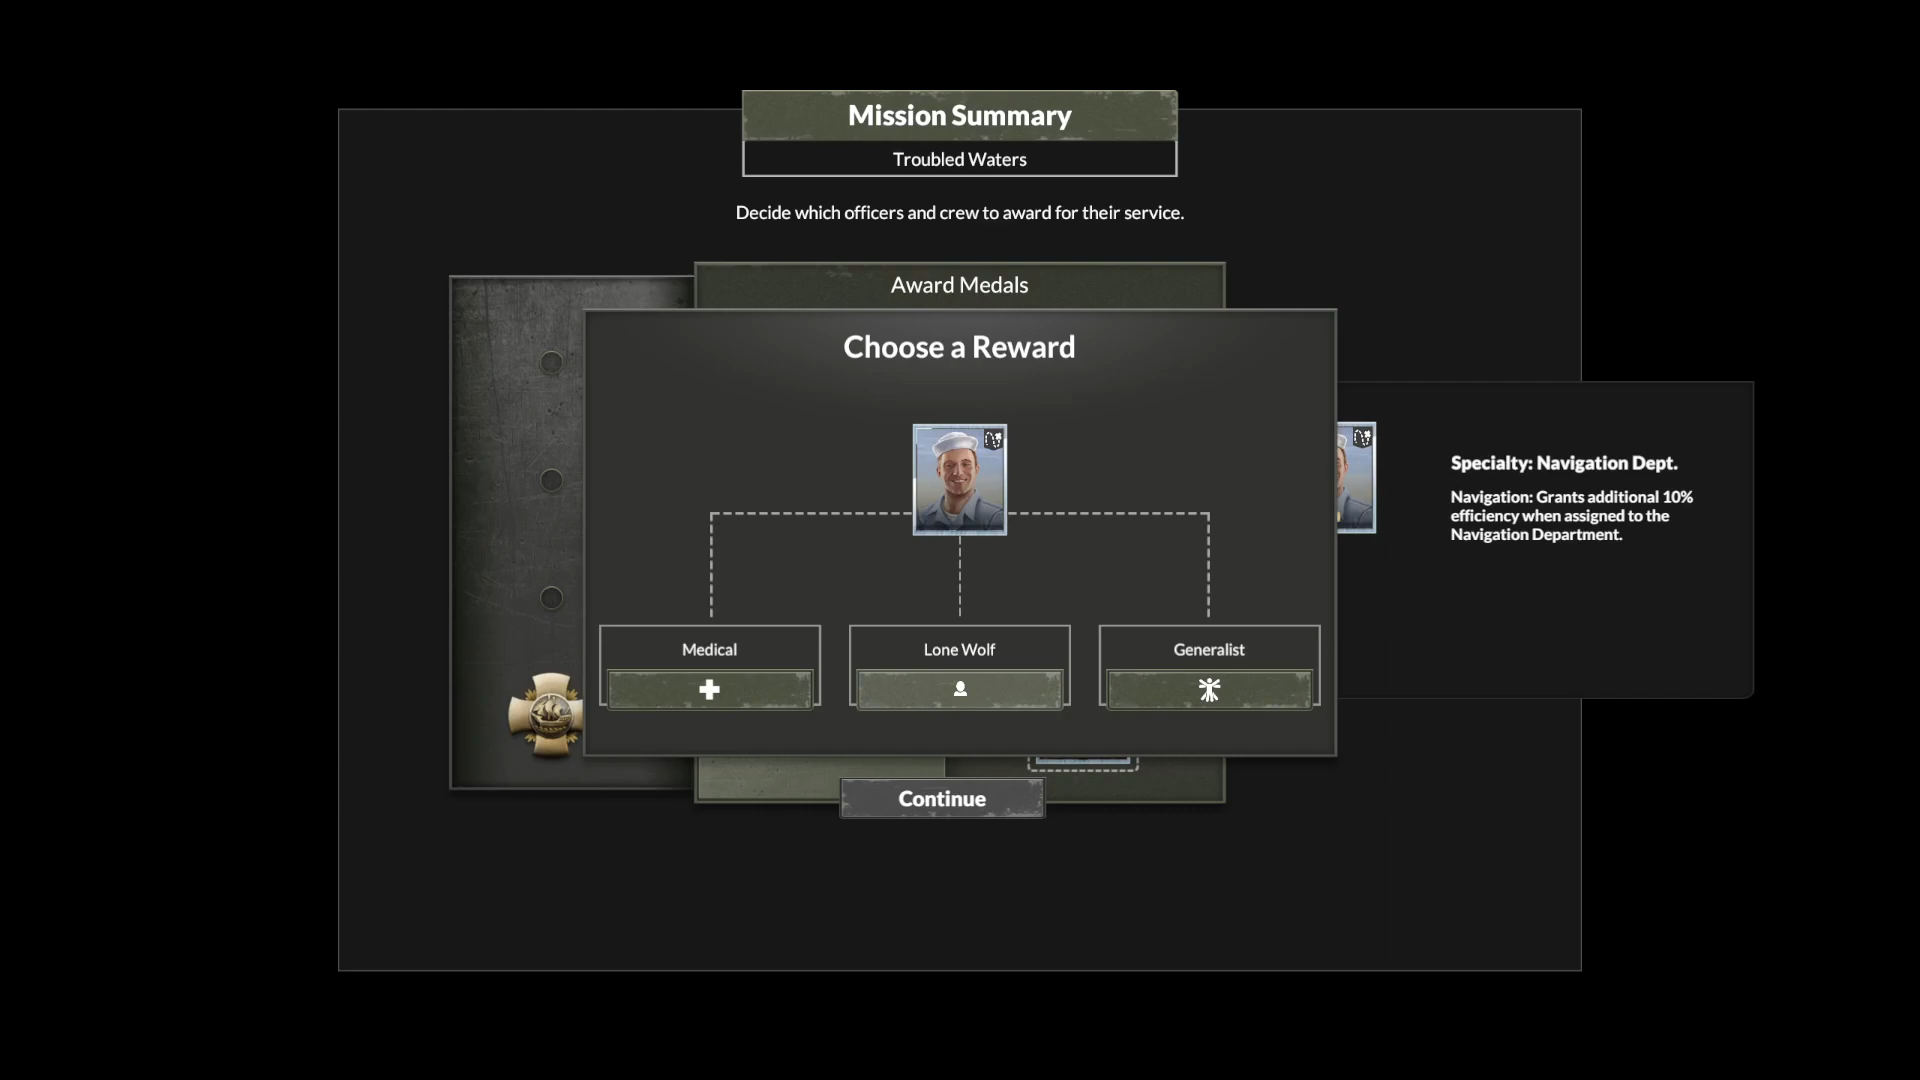 Mission Summary
Troubled Waters
Decide which officers and crew to award for their service.
Award Medals
Choose a Reward
Specialty: Navigation Dept.
Navigation: Grants additional 10%
efficiency when assigned to the
Navigation Department.
Medical
Lone Wolf
Generalist
Continue